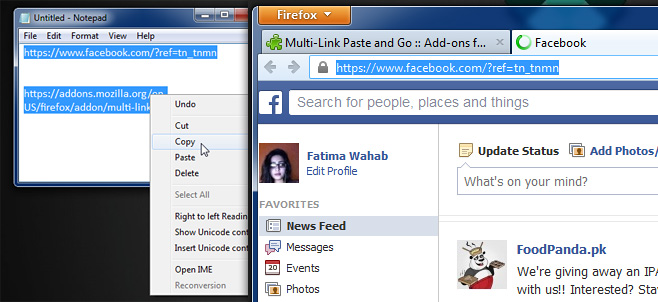 Untitled - Notepad
File Edit Format View Help
https://www.facebook.com/?ref=tn_tnmn
https://addons.mozilla.org/en-
US/firefox/addon/multi-link
Undo
Cut
Copy
Paste
Delete
Select All
Right to left Readin
Show Unicode cont
Insert Unicode cont
Open IME
Reconversion
Firefox
Multi-Link Paste and Go :: Add-ons f...
Facebook
https://www.facebook.com/?ref=tn_tnmn
f
Search for people, places and things
Fatima Wahab
Edit Profile
Update Status
Add Photos/
What's on your mind?
FAVORITES
News Feed
Messages
20
Events
Photos
FoodPanda.pk
We're giving away an IPA
with us!! Interested? Sta